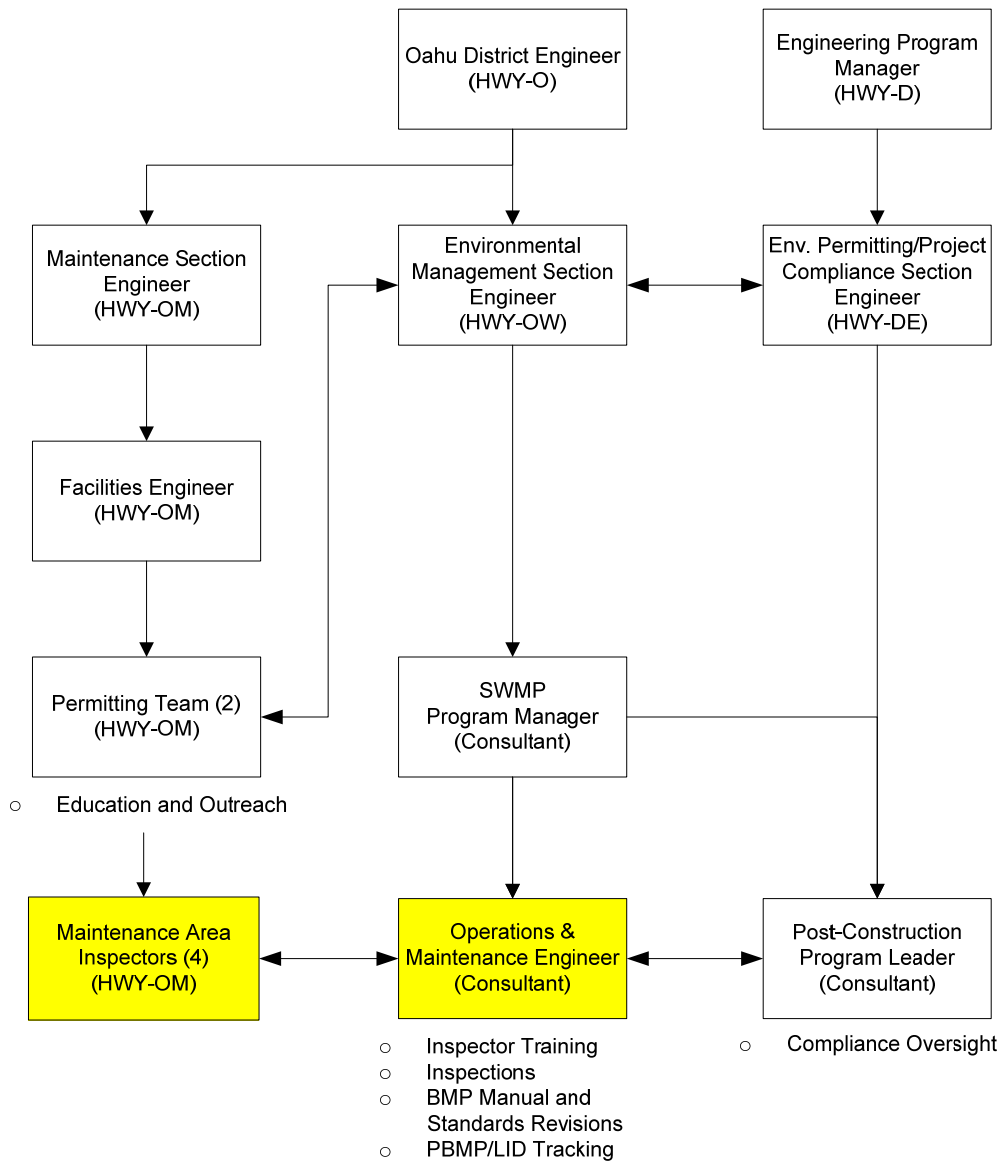 Oahu District Engineer
(HWY-O)
Engineering Program
Manager
(HWY-D)
Maintenance Section
Engineer
(HWY-OM)
Environmental
Management Section
Engineer
(HWY-OW)
Env. Permitting/Project
Compliance Section
Engineer
(HWY-DE)
Facilities Engineer
(HWY-OM)
Permitting Team (2)
(HWY-OM)
○ Education and Outreach
SWMP
Program Manager
(Consultant)
Maintenance Area
Inspectors (4)
(HWY-OM)
Operations &
Maintenance Engineer
(Consultant)
○ Inspector Training
○ Inspections
○ BMP Manual and
Standards Revisions
○ PBMP/LID Tracking
Post-Construction
Program Leader
(Consultant)
○ Compliance Oversight